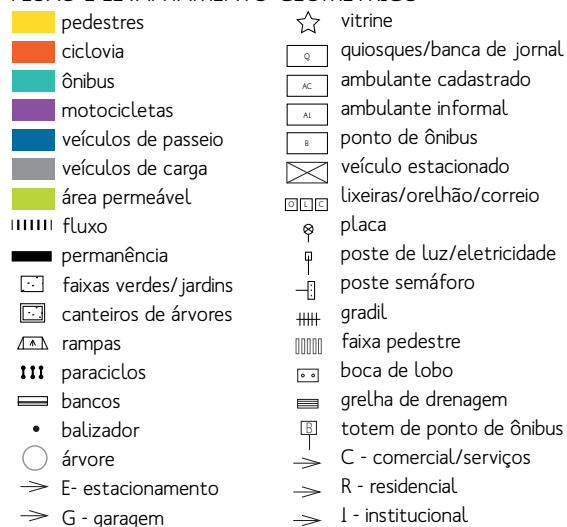 pedestres
ciclovia
ônibus
motocicletas
veículos de passeio
veículos de carga
área permeável
fluxo
permanência
faixas verdes/jardins
canteiros de árvores
rampas
paraciclos
bancos
balizador
árvore
E- estacionamento
G - garagem
vitrine
Q quiosques/banca de jornal
AC ambulante cadastrado
AI ambulante informal
B ponto de ônibus
veículo estacionado
O L C lixeiras/orelhão/correio
placa
poste de luz/eletricidade
poste semáforo
gradil
faixa pedestre
boca de lobo
grelha de drenagem
B totem de ponto de ônibus
C - comercial/serviços
R - residencial
I - institucional